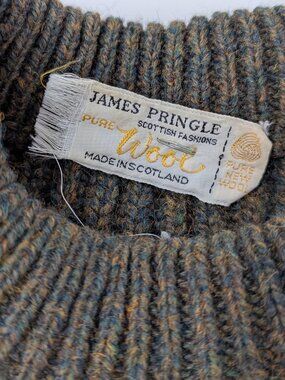 JAMES PRINGLE
SCOTTISH FASHIONS
PURE
Wool
MADE IN SCOTLAND
PURE
NEW
WOOL